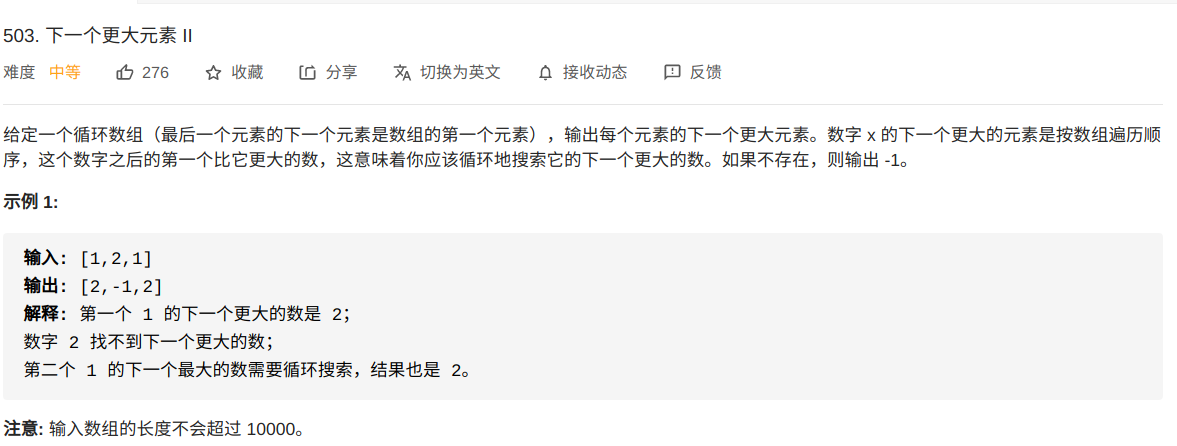 503. 下一个更大元素 II
难度 中等 276 收藏 分享 切换为英文 接收动态 反馈
给定一个循环数组（最后一个元素的下一个元素是数组的第一个元素），输出每个元素的下一个更大元素。数字 x 的下一个更大的元素是按数组遍历顺
序，这个数字之后的第一个比它更大的数，这意味着你应该循环地搜索它的下一个更大的数。如果不存在，则输出 -1。
示例 1:
输入: [1,2,1]
输出: [2,-1,2]
解释: 第一个 1 的下一个更大的数是 2；
数字 2 找不到下一个更大的数；
第二个 1 的下一个最大的数需要循环搜索，结果也是 2。
注意: 输入数组的长度不会超过 10000。